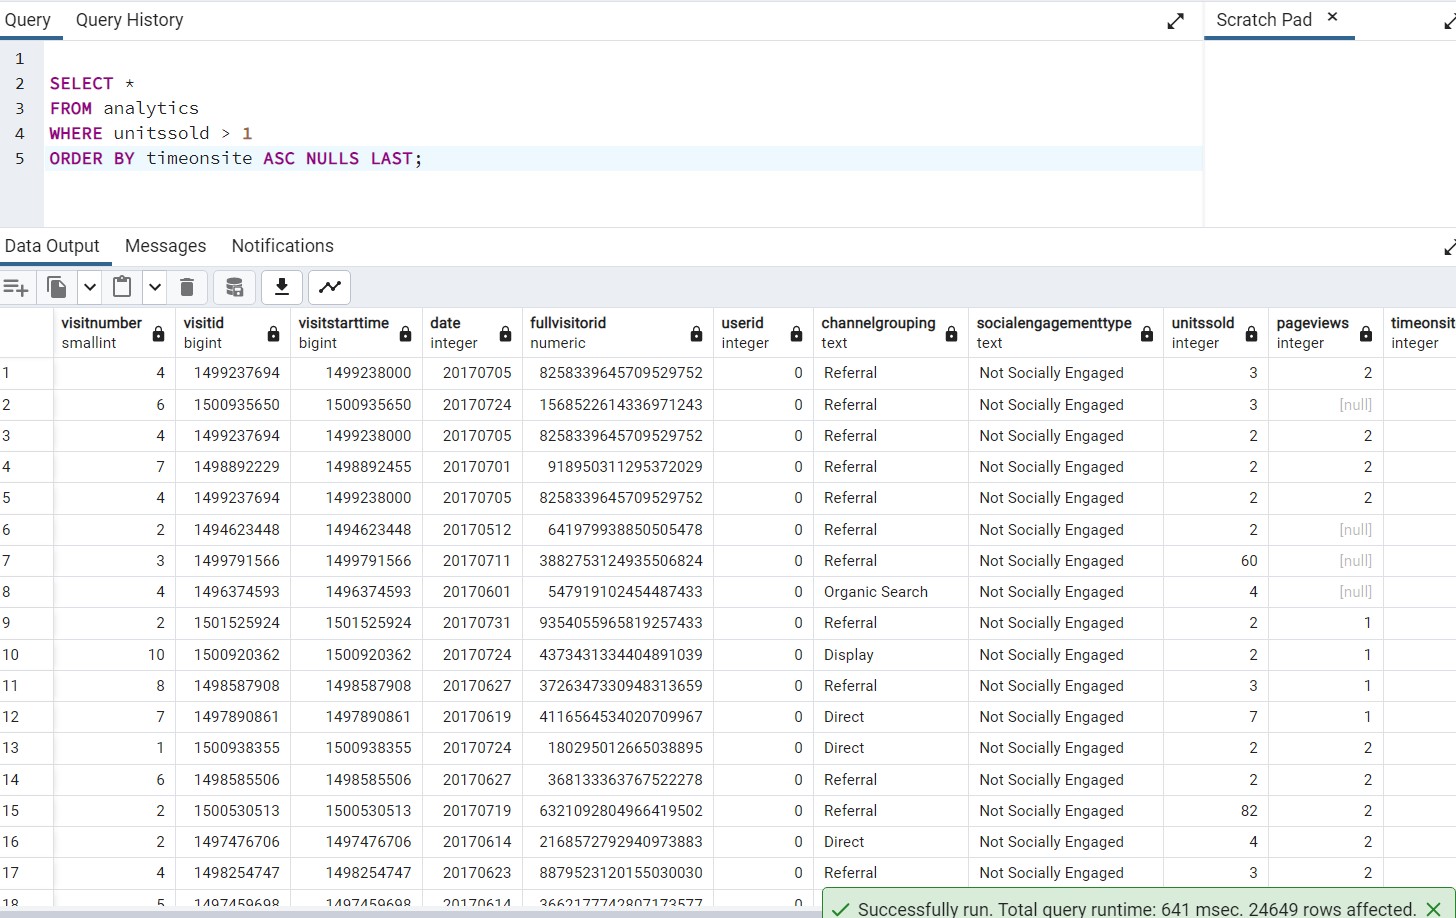 Query Query History Scratch Pad ✕
1
2 SELECT *
3 FROM analytics
4 WHERE unitssold > 1
5 ORDER BY timeonsite ASC NULLS LAST;
Data Output Messages Notifications
visitnumber visitid visitstarttime date fullvisitorid userid channelgrouping socialengagementtype unitssold pageviews timeonsit
smallint bigint bigint integer numeric integer text text integer integer integer
1 4 1499237694 1499238000 20170705 8258339645709529752 0 Referral Not Socially Engaged 3 2
2 6 1500935650 1500935650 20170724 1568522614336971243 0 Referral Not Socially Engaged 3 [null]
3 4 1499237694 1499238000 20170705 8258339645709529752 0 Referral Not Socially Engaged 2 2
4 7 1498892229 1498892455 20170701 918950311295372029 0 Referral Not Socially Engaged 2 2
5 4 1499237694 1499238000 20170705 8258339645709529752 0 Referral Not Socially Engaged 2 2
6 2 1494623448 1494623448 20170512 641979938850505478 0 Referral Not Socially Engaged 2 [null]
7 3 1499791566 1499791566 20170711 3882753124935506824 0 Referral Not Socially Engaged 60 [null]
8 4 1496374593 1496374593 20170601 547919102454487433 0 Organic Search Not Socially Engaged 4 [null]
9 2 1501525924 1501525924 20170731 9354055965819257433 0 Referral Not Socially Engaged 2 1
10 10 1500920362 1500920362 20170724 4373431334404891039 0 Display Not Socially Engaged 2 1
11 8 1498587908 1498587908 20170627 3726347330948313659 0 Referral Not Socially Engaged 3 1
12 7 1497890861 1497890861 20170619 4116564534020709967 0 Direct Not Socially Engaged 7 1
13 1 1500938355 1500938355 20170724 180295012665038895 0 Direct Not Socially Engaged 2 2
14 6 1498585506 1498585506 20170627 368133363767522278 0 Referral Not Socially Engaged 2 2
15 2 1500530513 1500530513 20170719 6321092804966419502 0 Referral Not Socially Engaged 82 2
16 2 1497476706 1497476706 20170614 2168572792940973883 0 Direct Not Socially Engaged 4 2
17 4 1498254747 1498254747 20170623 8879523120155030030 0 Referral Not Socially Engaged 3 2
18 5 1497459698 1497459698 20170614 3662177742807173577 0
Successfully run. Total query runtime: 641 msec. 24649 rows affected.